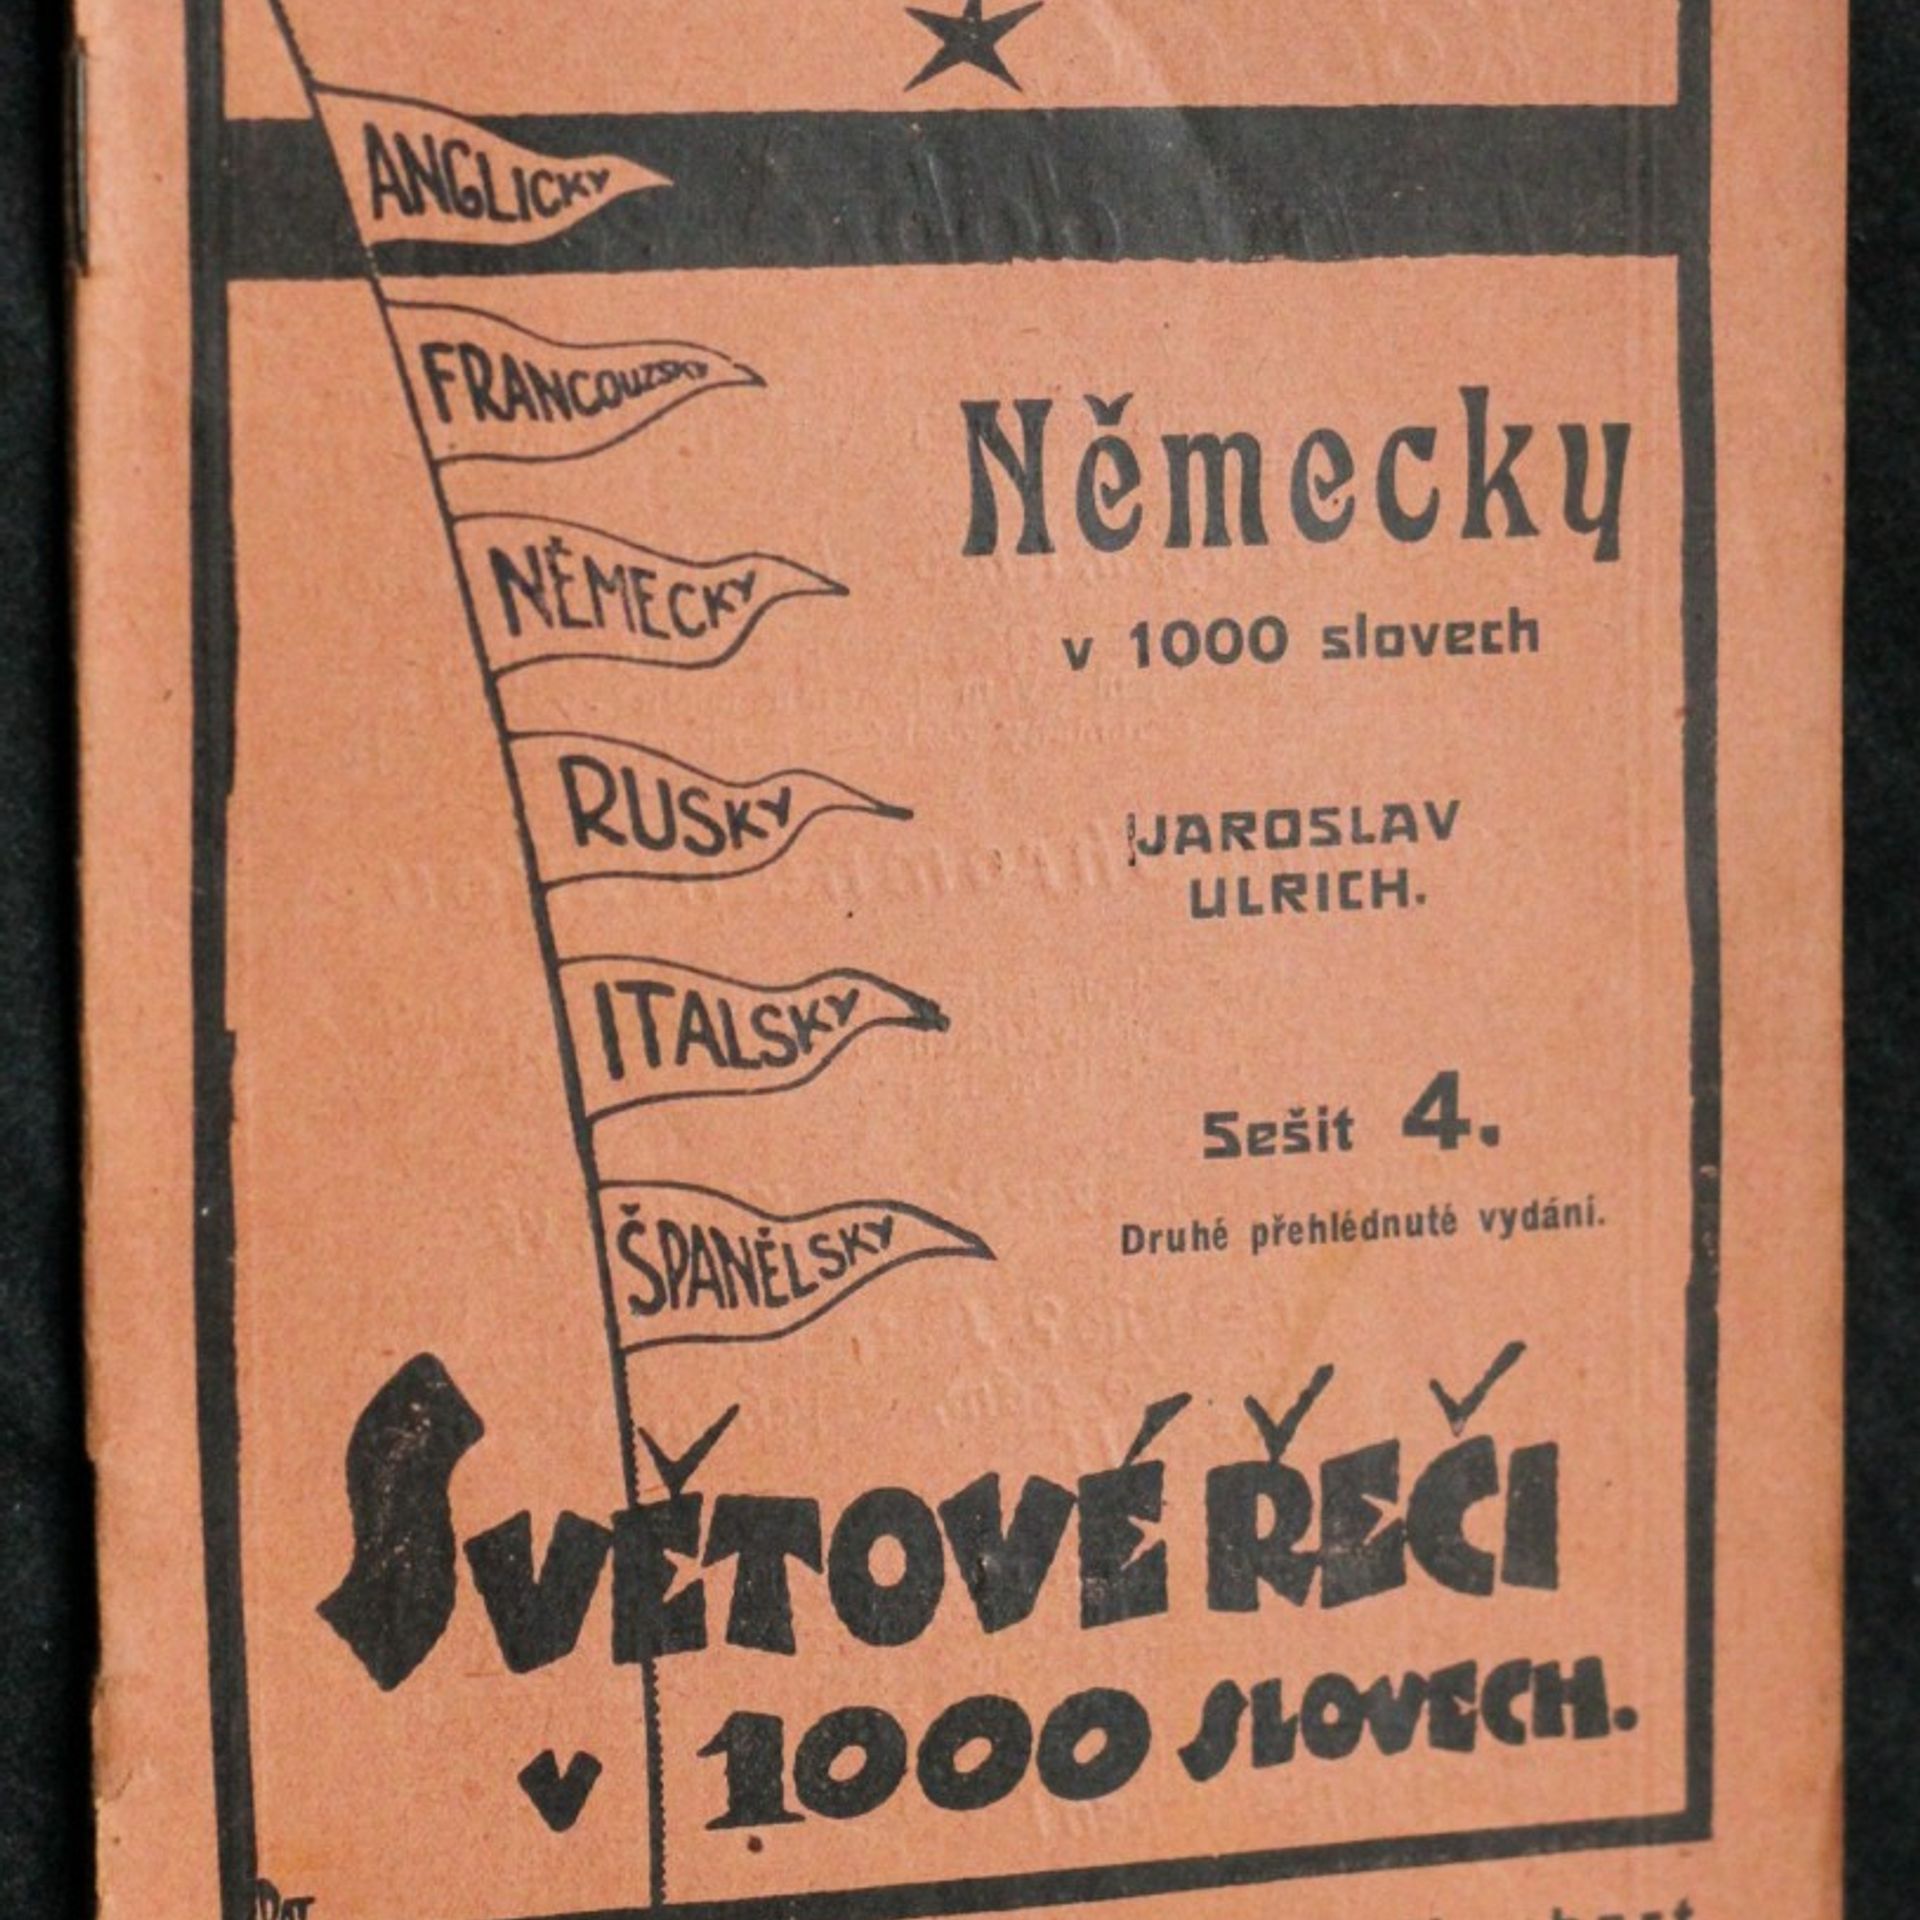 ANGLICKY
FRANCOUZSKY
NĚMECKY
RUSKY
ITALSKY
ŠPANĚLSKY
Německy
v 1000 slovech
JAROSLAV
ULRICH.
Sešit 4.
Druhé přehlédnuté vydání.
SVĚTOVÉ ŘEČI
v 1000 SLOVECH.